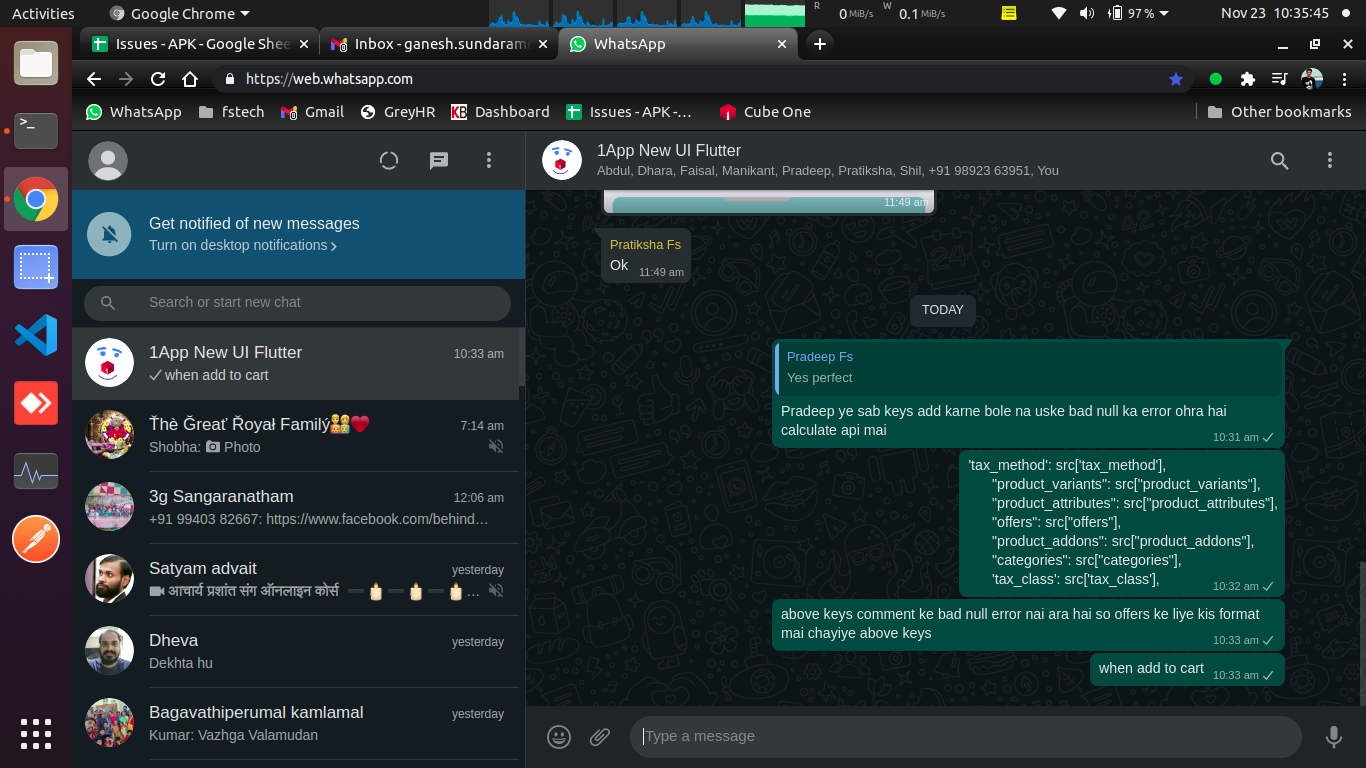 Activities
Google Chrome
R
0 MiB/s
W
0.1 MiB/s
97 %
Nov 23 10:35:45
Issues - APK - Google Shee
Inbox - ganesh.sundaram
WhatsApp
https://web.whatsapp.com
WhatsApp
fstech
Gmail
GreyHR
KB
Dashboard
Issues - APK -...
Cube One
Other bookmarks
Get notified of new messages
Turn on desktop notifications
Search or start new chat
1App New UI Flutter
10:33 am
when add to cart
Ťhè Ğreať Řoyał Familý
7:14 am
Shobha: Photo
3g Sangaranatham
12:06 am
+91 99403 82667: https://www.facebook.com/behind…
Satyam advait
yesterday
आचार्य प्रशांत संग ऑनलाइन कोर्स ➖🕯➖🕯➖🕯...
Dheva
yesterday
Dekhta hu
Bagavathiperumal kamlamal
yesterday
Kumar: Vazhga Valamudan
1App New UI Flutter
Abdul, Dhara, Faisal, Manikant, Pradeep, Pratiksha, Shil, +91 98923 63951, You
11:49 am
Pratiksha Fs
Ok
11:49 am
TODAY
Pradeep Fs
Yes perfect
Pradeep ye sab keys add karne bole na uske bad null ka error ohra hai
calculate api mai
10:31 am
'tax_method': src['tax_method'],
"product_variants": src["product_variants"],
"product_attributes": src["product_attributes"],
"offers": src["offers"],
"product_addons": src["product_addons"],
"categories": src["categories"],
'tax_class': src['tax_class'],
10:32 am
above keys comment ke bad null error nai ara hai so offers ke liye kis format
mai chayiye above keys
10:33 am
when add to cart
10:33 am
Type a message